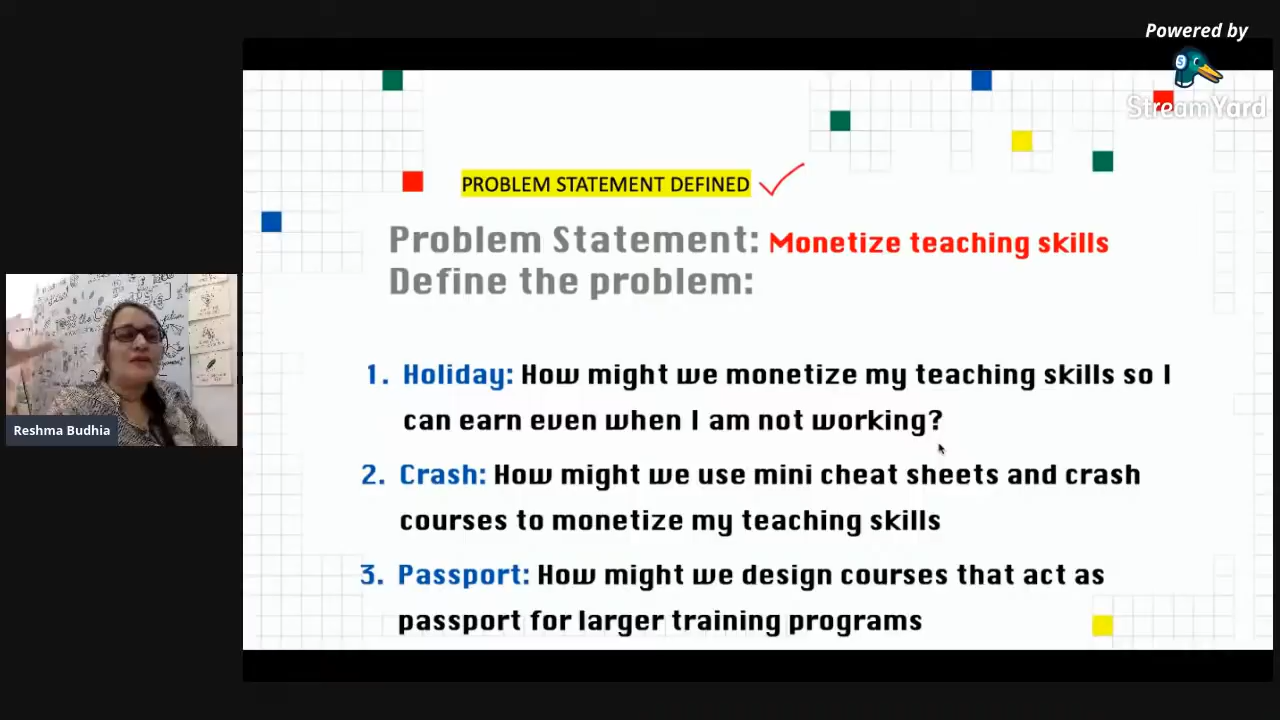 Powered by
StreamYard
PROBLEM STATEMENT DEFINED
Problem Statement: Monetize teaching skills
Define the problem:
1. Holiday: How might we monetize my teaching skills so I
can earn even when I am not working?
2. Crash: How might we use mini cheat sheets and crash
courses to monetize my teaching skills
3. Passport: How might we design courses that act as
passport for larger training programs
Reshma Budhia